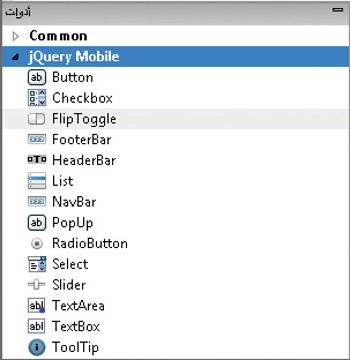 أدوات
Common
jQuery Mobile
Button
Checkbox
FlipToggle
FooterBar
HeaderBar
List
NavBar
PopUp
RadioButton
Select
Slider
TextArea
TextBox
ToolTip